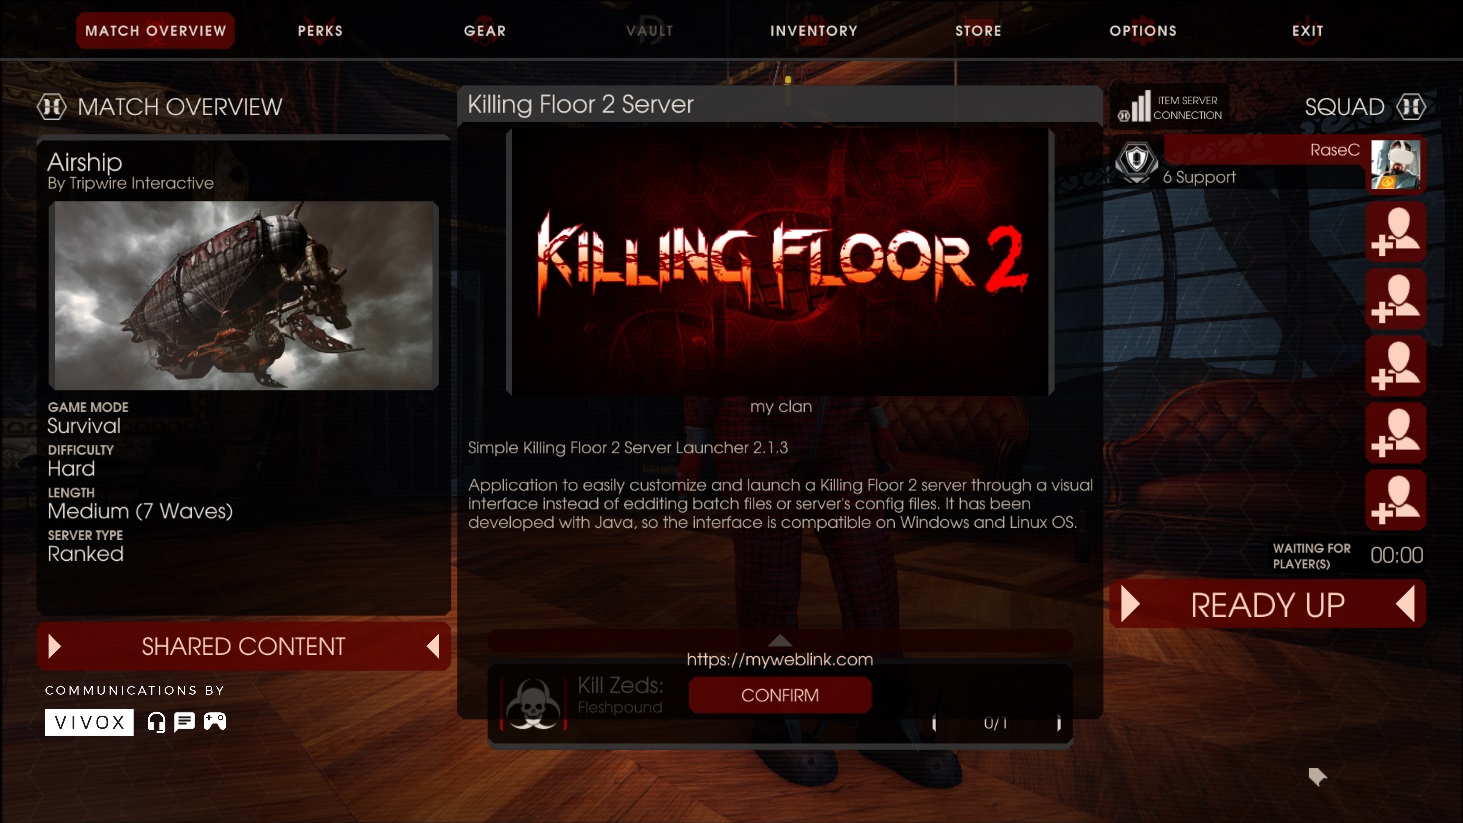 MATCH OVERVIEW
PERKS
GEAR
VAULT
INVENTORY
STORE
OPTIONS
EXIT
MATCH OVERVIEW
Airship
By Tripwire Interactive
GAME MODE
Survival
DIFFICULTY
Hard
LENGTH
Medium (7 Waves)
SERVER TYPE
Ranked
SHARED CONTENT
COMMUNICATIONS BY
VIVOX
Killing Floor 2 Server
KILLING FLOOR 2
my clan
Simple Killing Floor 2 Server Launcher 2.1.3
Application to easily customize and launch a Killing Floor 2 server through a visual
interface instead of edditing batch files or server's config files. It has been
developed with Java, so the interface is compatible on Windows and Linux OS.
https://myweblink.com
Kill Zeds:
Fleshpound
CONFIRM
0/1
ITEM SERVER
CONNECTION
SQUAD
RaseC
6 Support
WAITING FOR
PLAYER(S)
00:00
READY UP